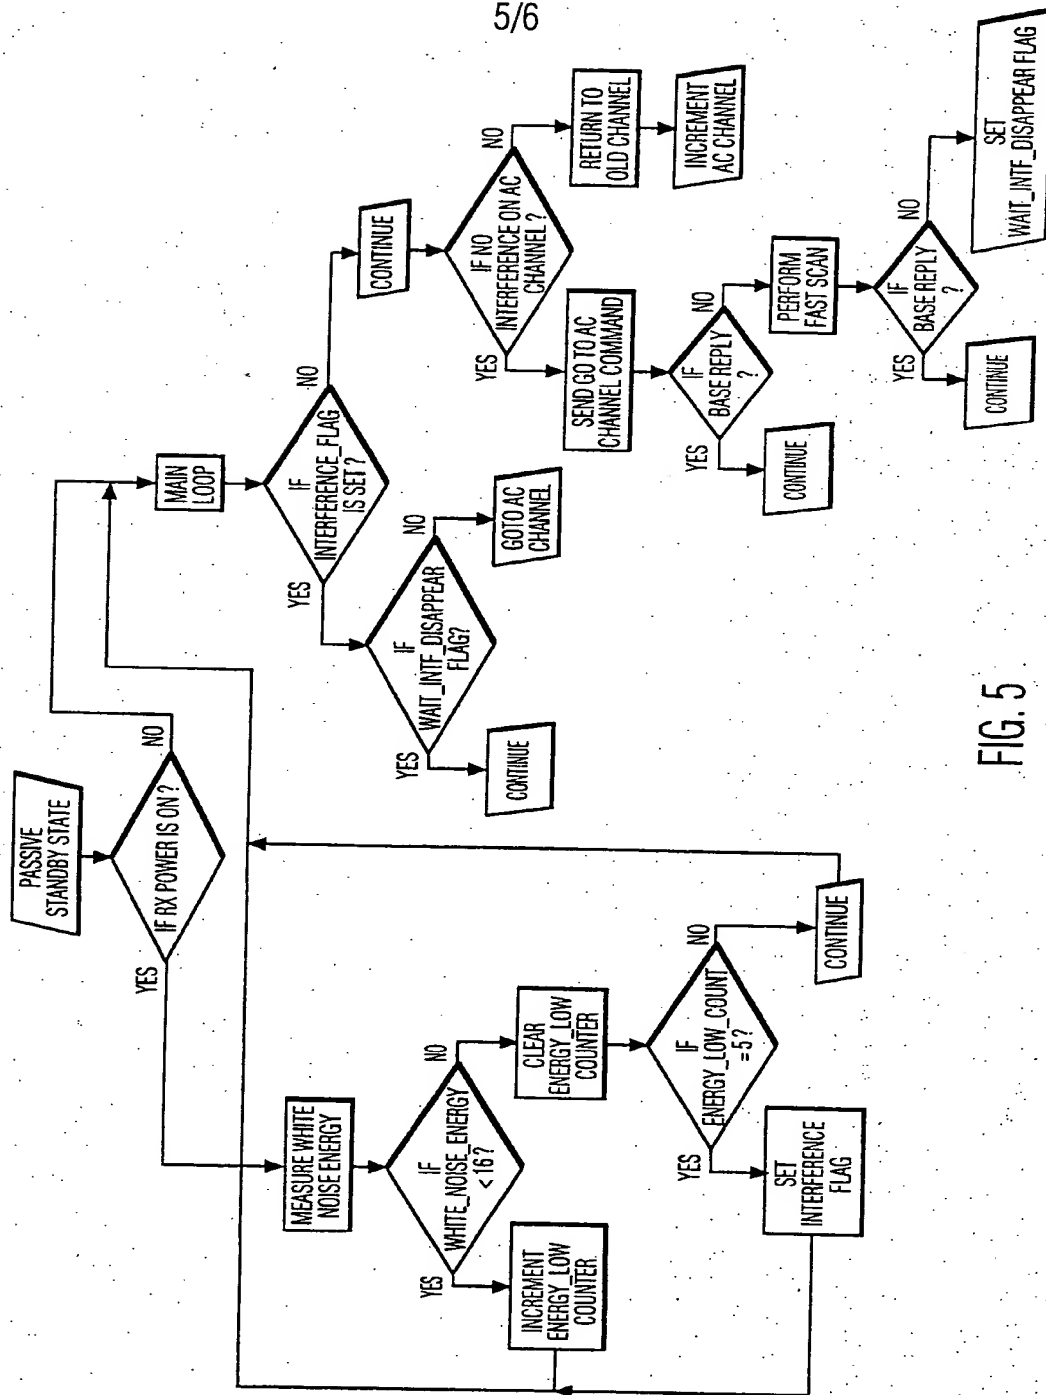 5/6
PASSIVE
STANDBY STATE
IF RX POWER IS ON?
YES
NO
MEASURE WHITE
NOISE ENERGY
IF
WHITE_NOISE_ENERGY
<16?
YES
NO
INCREMENT
ENERGY_LOW
COUNTER
CLEAR
ENERGY_LOW
COUNTER
IF
ENERGY_LOW_COUNT
=5?
YES
NO
SET
INTERFERENCE
FLAG
CONTINUE
MAIN
LOOP
IF
INTERFERENCE_FLAG
IS SET?
YES
NO
IF
WAIT_INTF_DISAPPEAR
FLAG?
YES
NO
CONTINUE
GOTO AC
CHANNEL
CONTINUE
IF NO
INTERFERENCE ON AC
CHANNEL?
YES
NO
SEND GO TO AC
CHANNEL COMMAND
RETURN TO
OLD CHANNEL
INCREMENT
AC CHANNEL
IF
BASE REPLY
?
YES
NO
CONTINUE
PERFORM
FAST SCAN
IF
BASE REPLY
?
YES
NO
CONTINUE
SET
WAIT_INTF_DISAPPEAR FLAG
FIG. 5